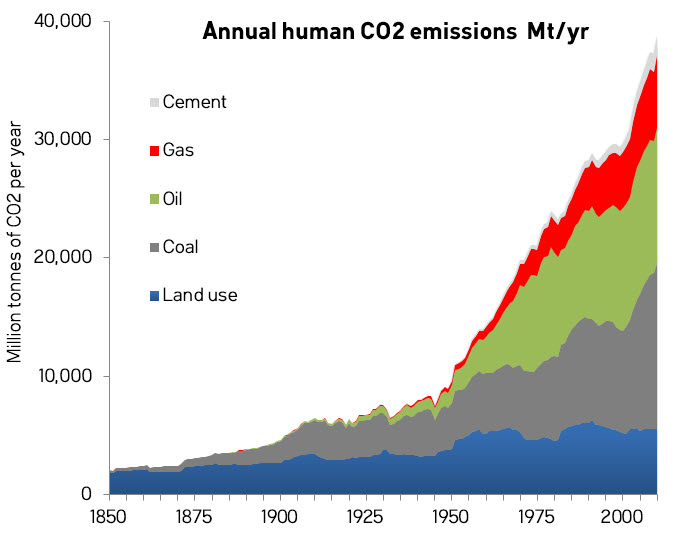 Annual human CO2 emissions  Mt/yr
Million tonnes of CO2 per year
40,000
30,000
20,000
10,000
0
Cement
Gas
Oil
Coal
Land use
1850 1875 1900 1925 1950 1975 2000